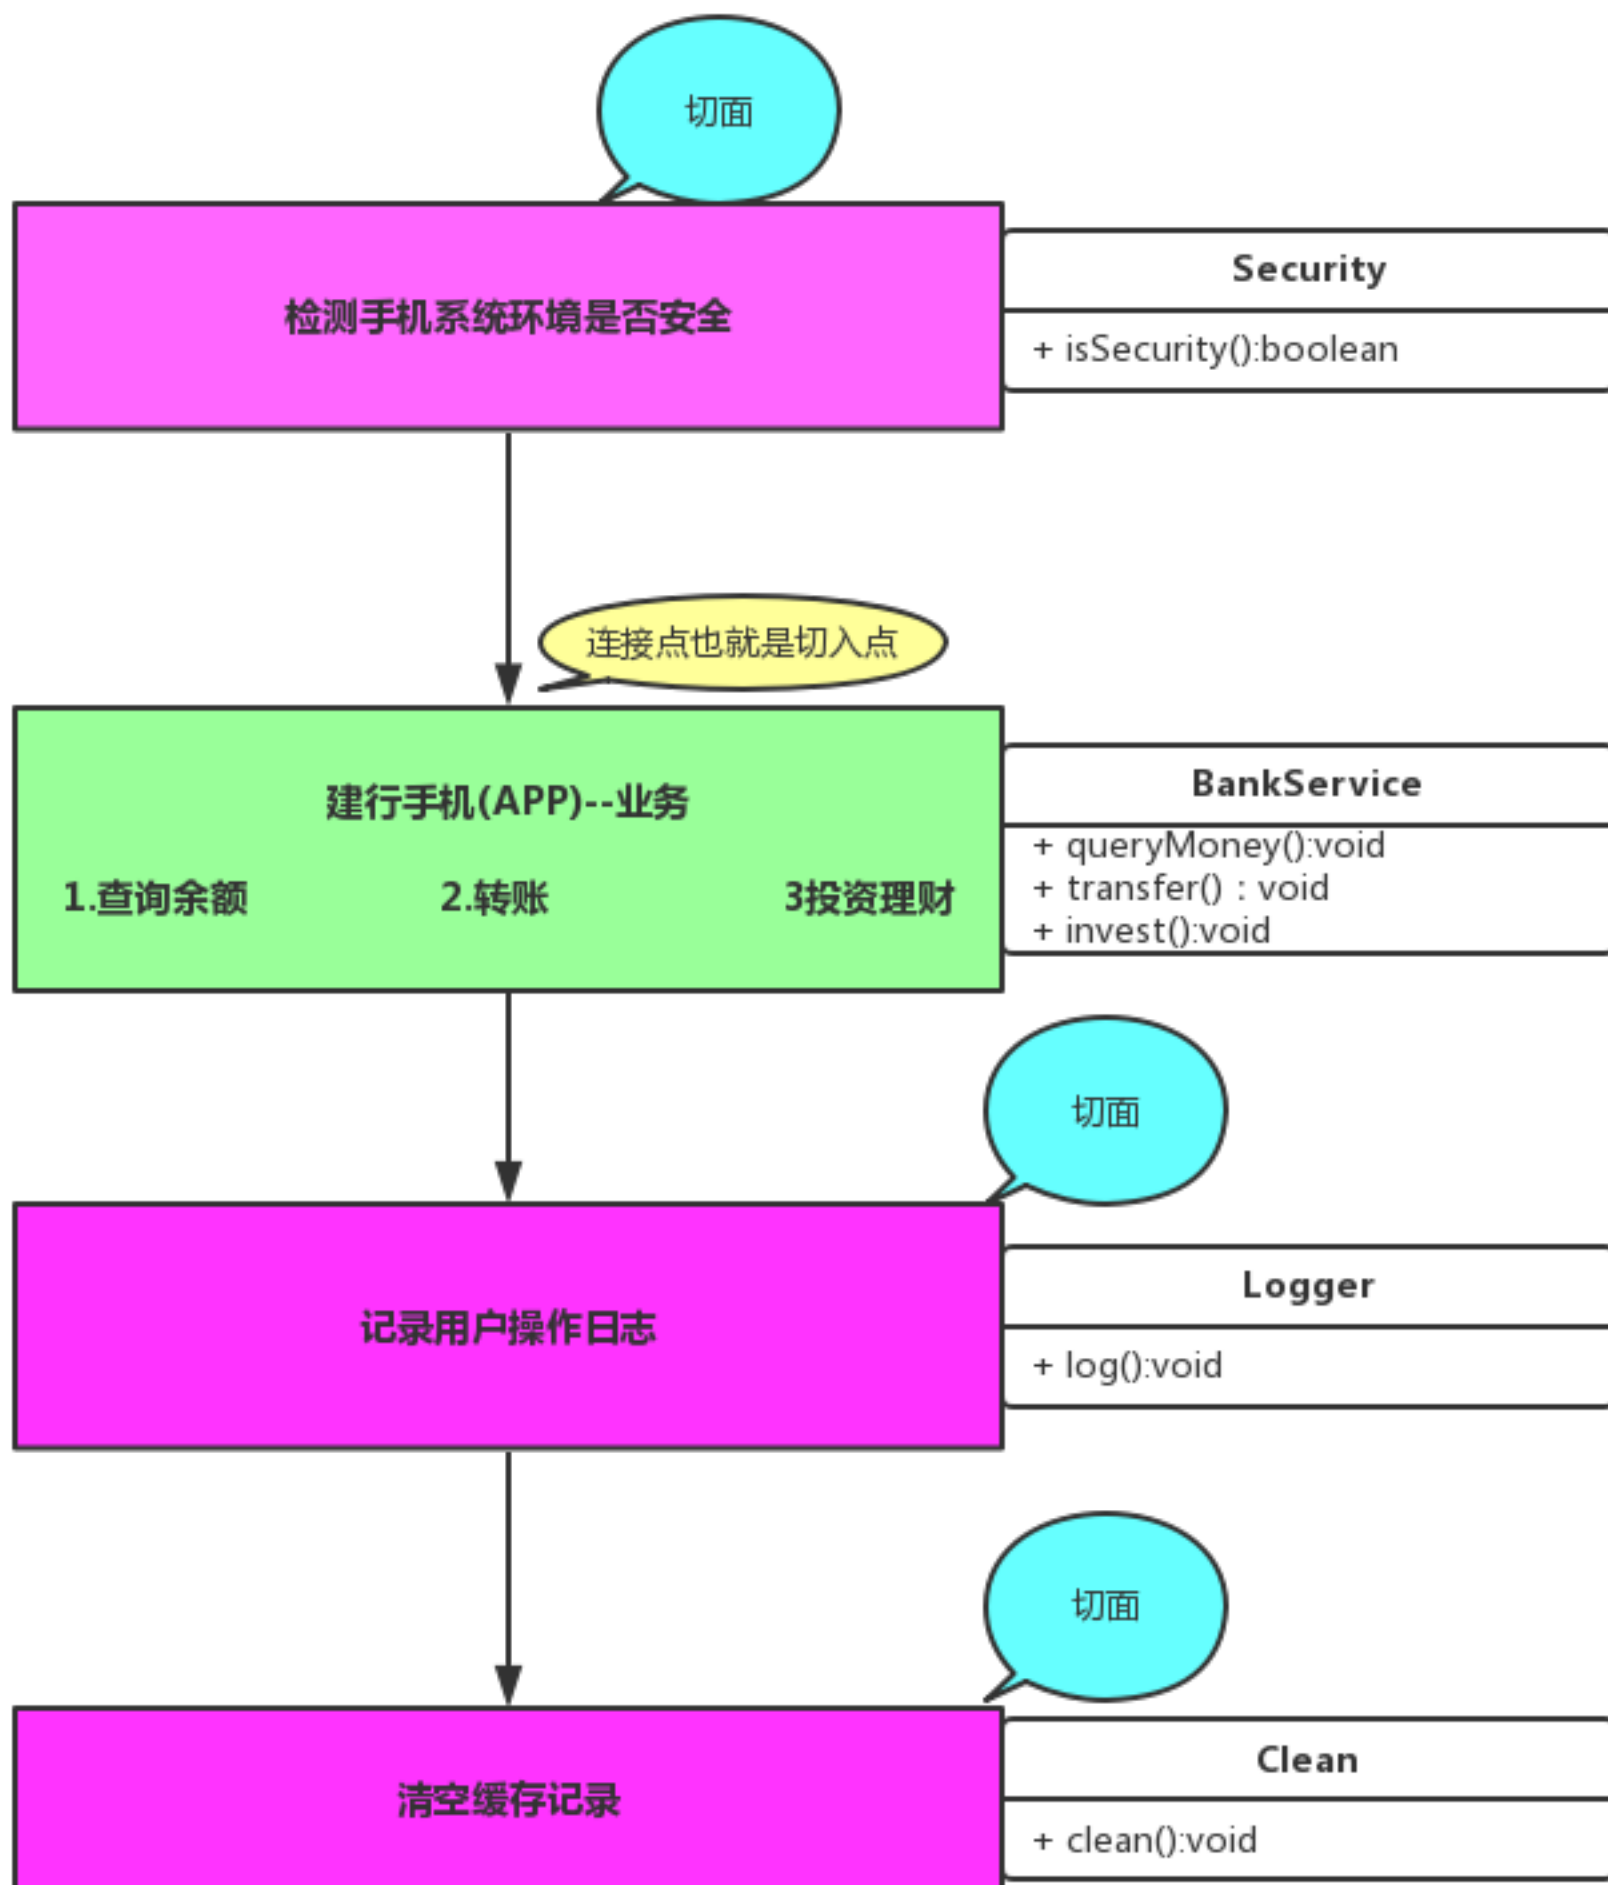 切面
检测手机系统环境是否安全
Security
+ isSecurity():boolean
连接点也就是切入点
建行手机(APP)--业务
1.查询余额 2.转账 3投资理财
BankService
+ queryMoney():void
+ transfer()：void
+ invest():void
切面
记录用户操作日志
Logger
+ log():void
切面
清空缓存记录
Clean
+ clean():void